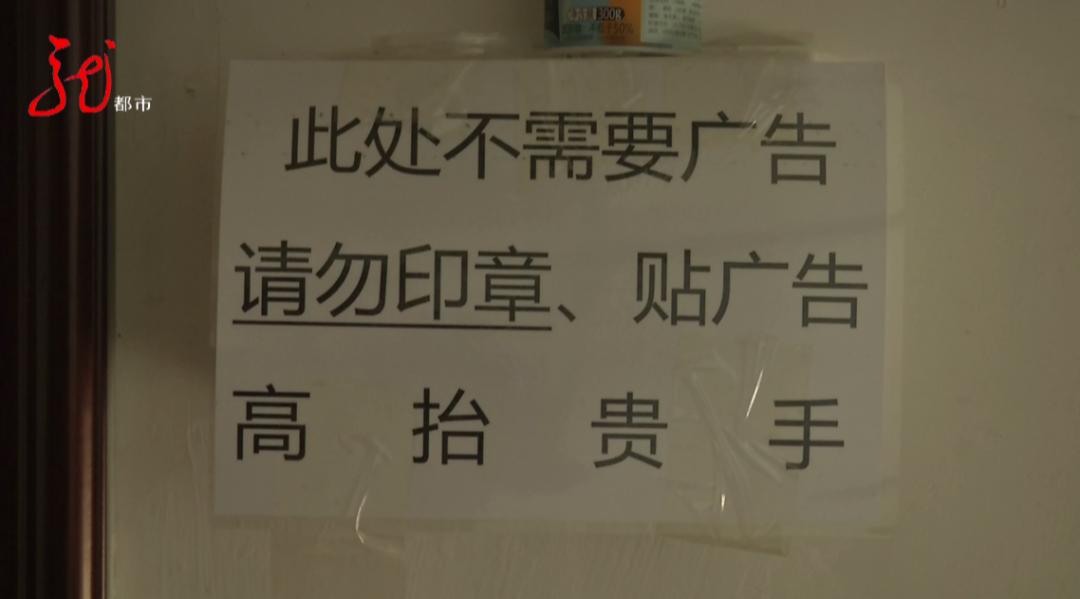 都市
300g
此处不需要广告
请勿印章、贴广告
高抬贵手